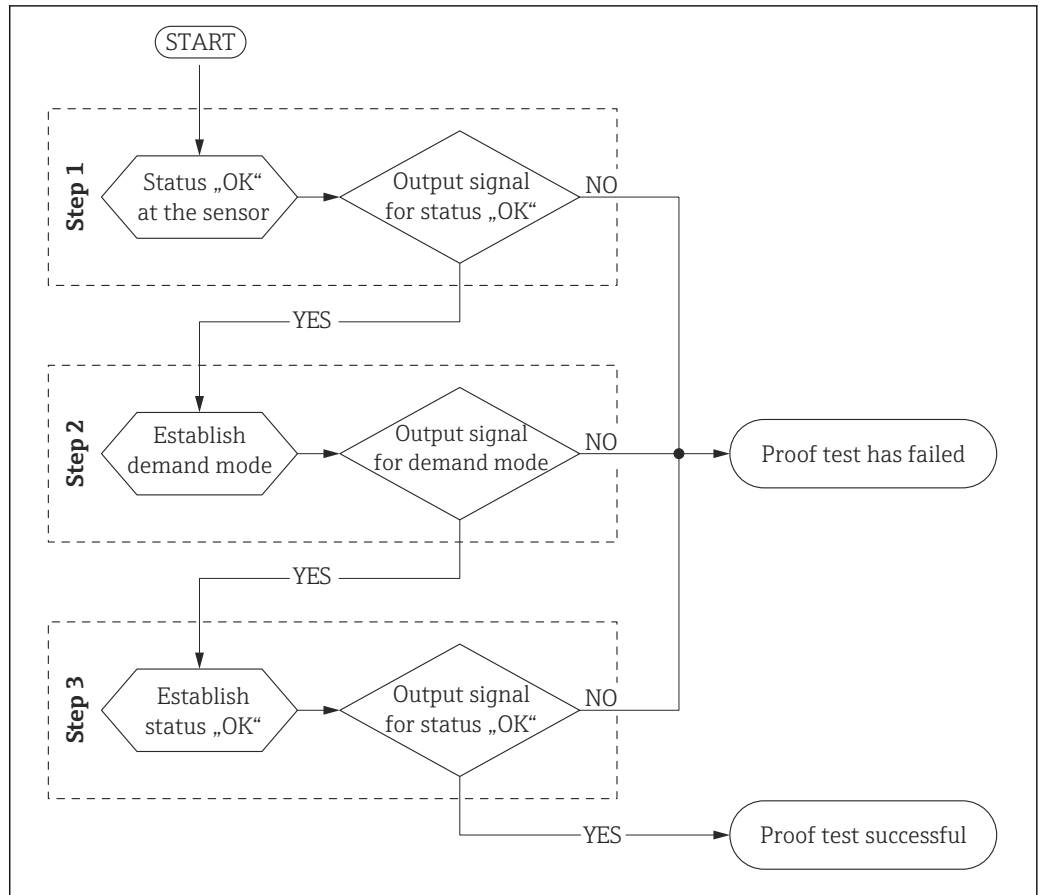 START
Step 1
Status „OK“
at the sensor
Output signal
for status „OK“
NO
YES
Step 2
Establish
demand mode
Output signal
for demand mode
NO
Proof test has failed
YES
Step 3
Establish
status „OK“
Output signal
for status „OK“
NO
YES
Proof test successful